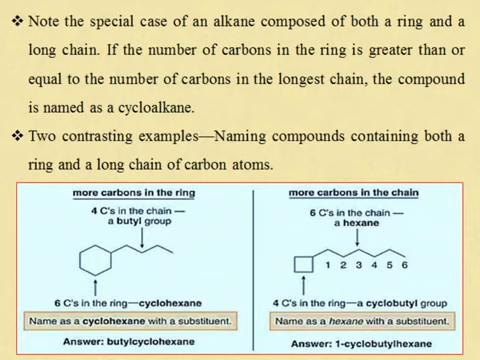 ❖ Note the special case of an alkane composed of both a ring and a
long chain. If the number of carbons in the ring is greater than or
equal to the number of carbons in the longest chain, the compound
is named as a cycloalkane.
❖ Two contrasting examples—Naming compounds containing both a
ring and a long chain of carbon atoms.
more carbons in the ring
4 C's in the chain —
a butyl group
6 C's in the ring—cyclohexane
Name as a cyclohexane with a substituent.
Answer: butylcyclohexane
more carbons in the chain
6 C's in the chain —
a hexane
1 2 3 4 5 6
4 C's in the ring—a cyclobutyl group
Name as a hexane with a substituent.
Answer: 1-cyclobutylhexane